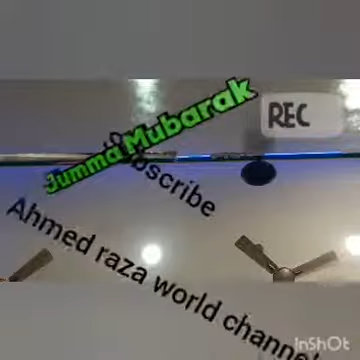 Jumma Mubarak
REC
Subscribe
Ahmed raza world channel
InShOt